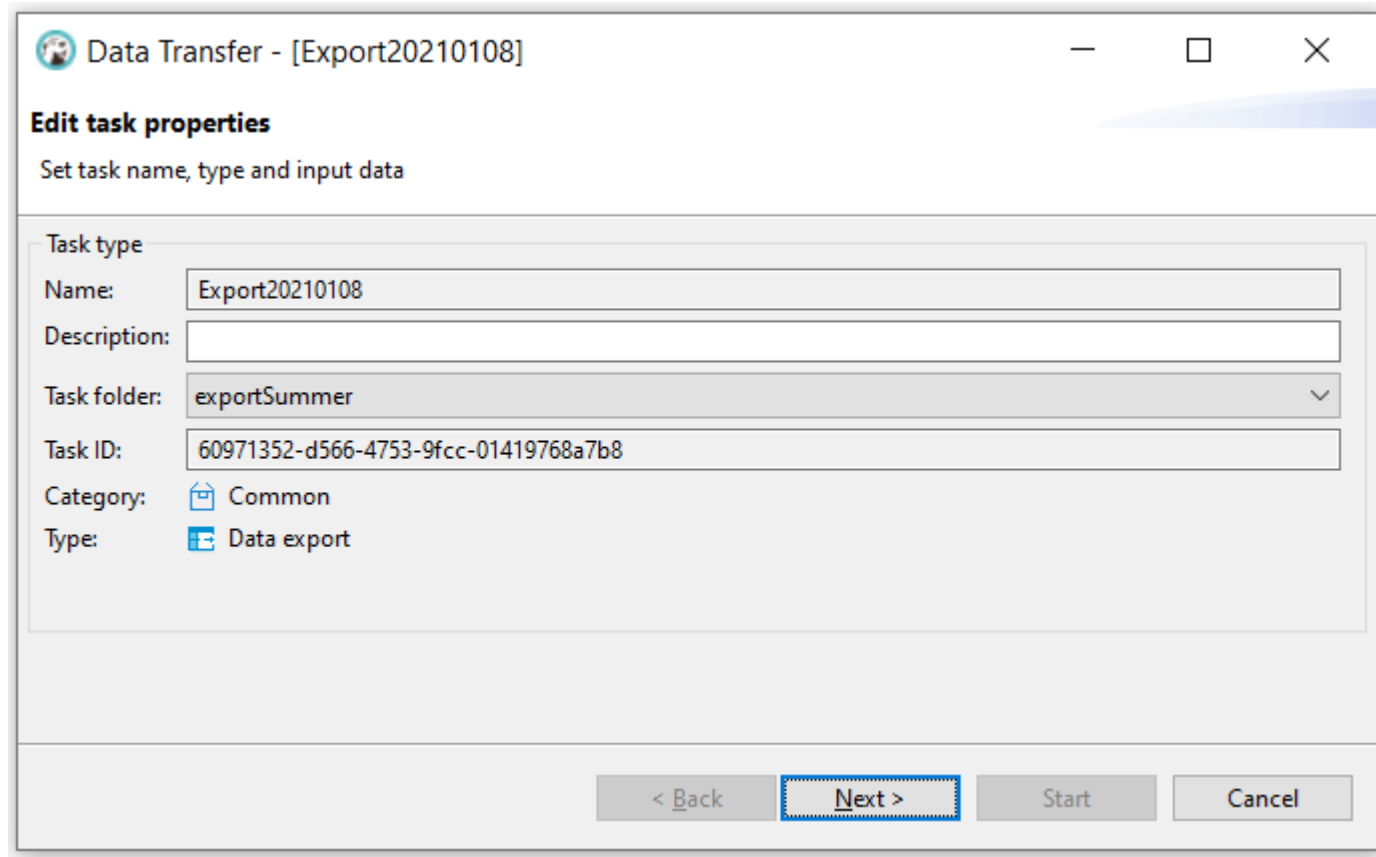 Data Transfer - [Export20210108]
Edit task properties
Set task name, type and input data
Task type
Name: Export20210108
Description:
Task folder: exportSummer
Task ID: 60971352-d566-4753-9fcc-01419768a7b8
Category: Common
Type: Data export
< Back Next > Start Cancel